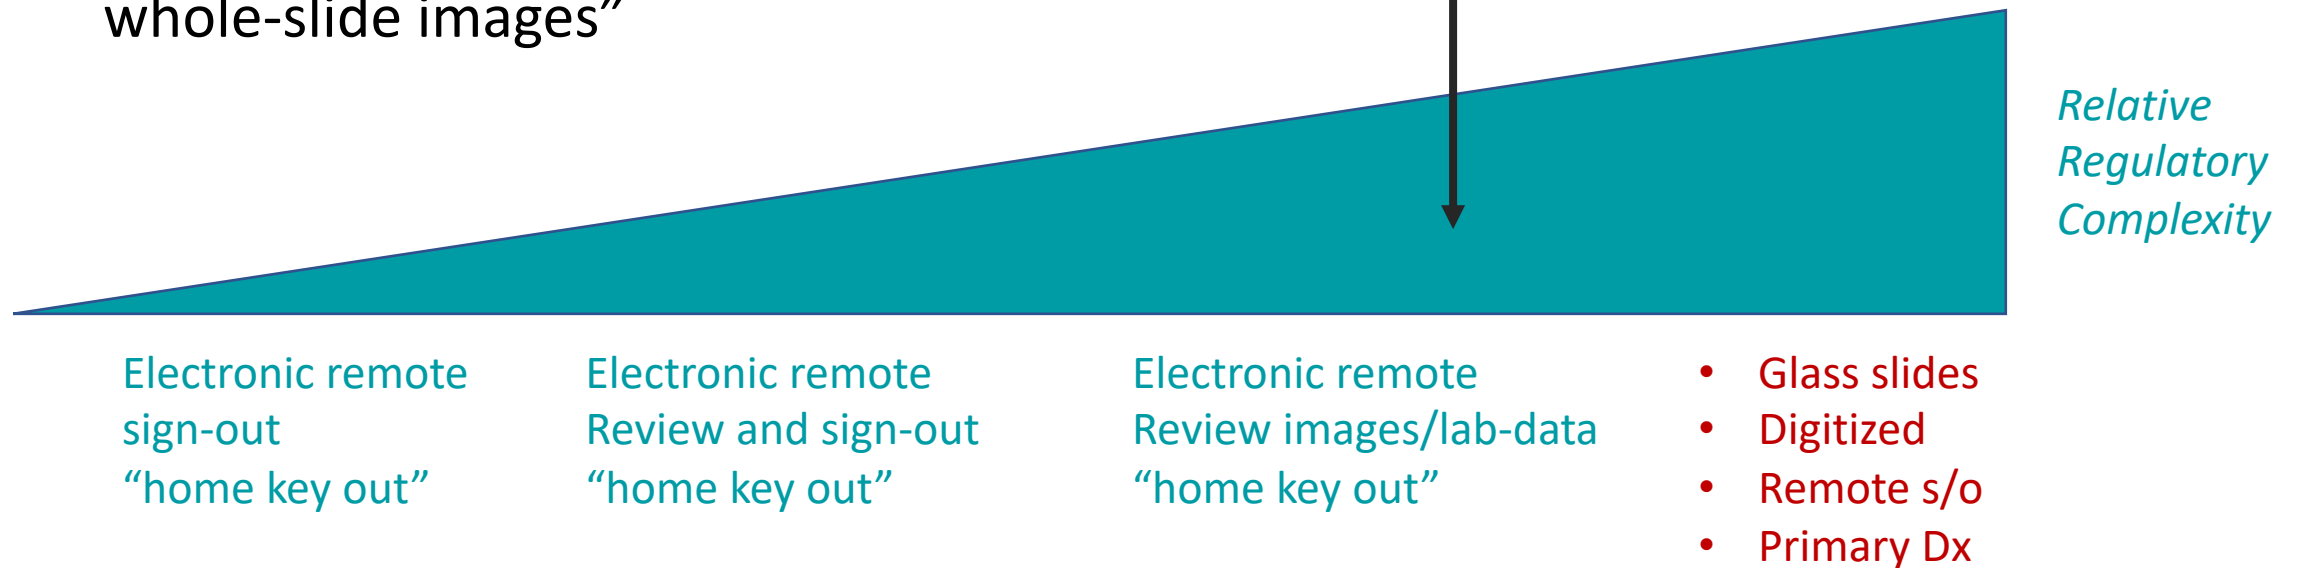 whole-slide images”
Relative
Regulatory
Complexity
Electronic remote
sign-out
“home key out”
Electronic remote
Review and sign-out
“home key out”
Electronic remote
Review images/lab-data
“home key out”
• Glass slides
• Digitized
• Remote s/o
• Primary Dx